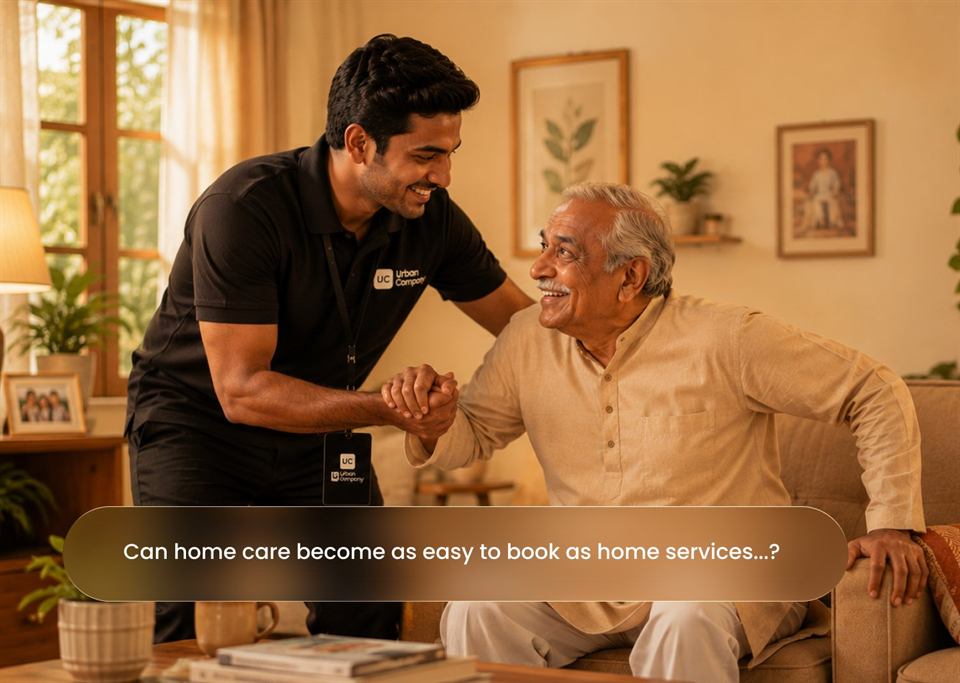 UC
Urban
Company
UC
Urban
Company
Can home care become as easy to book as home services...?